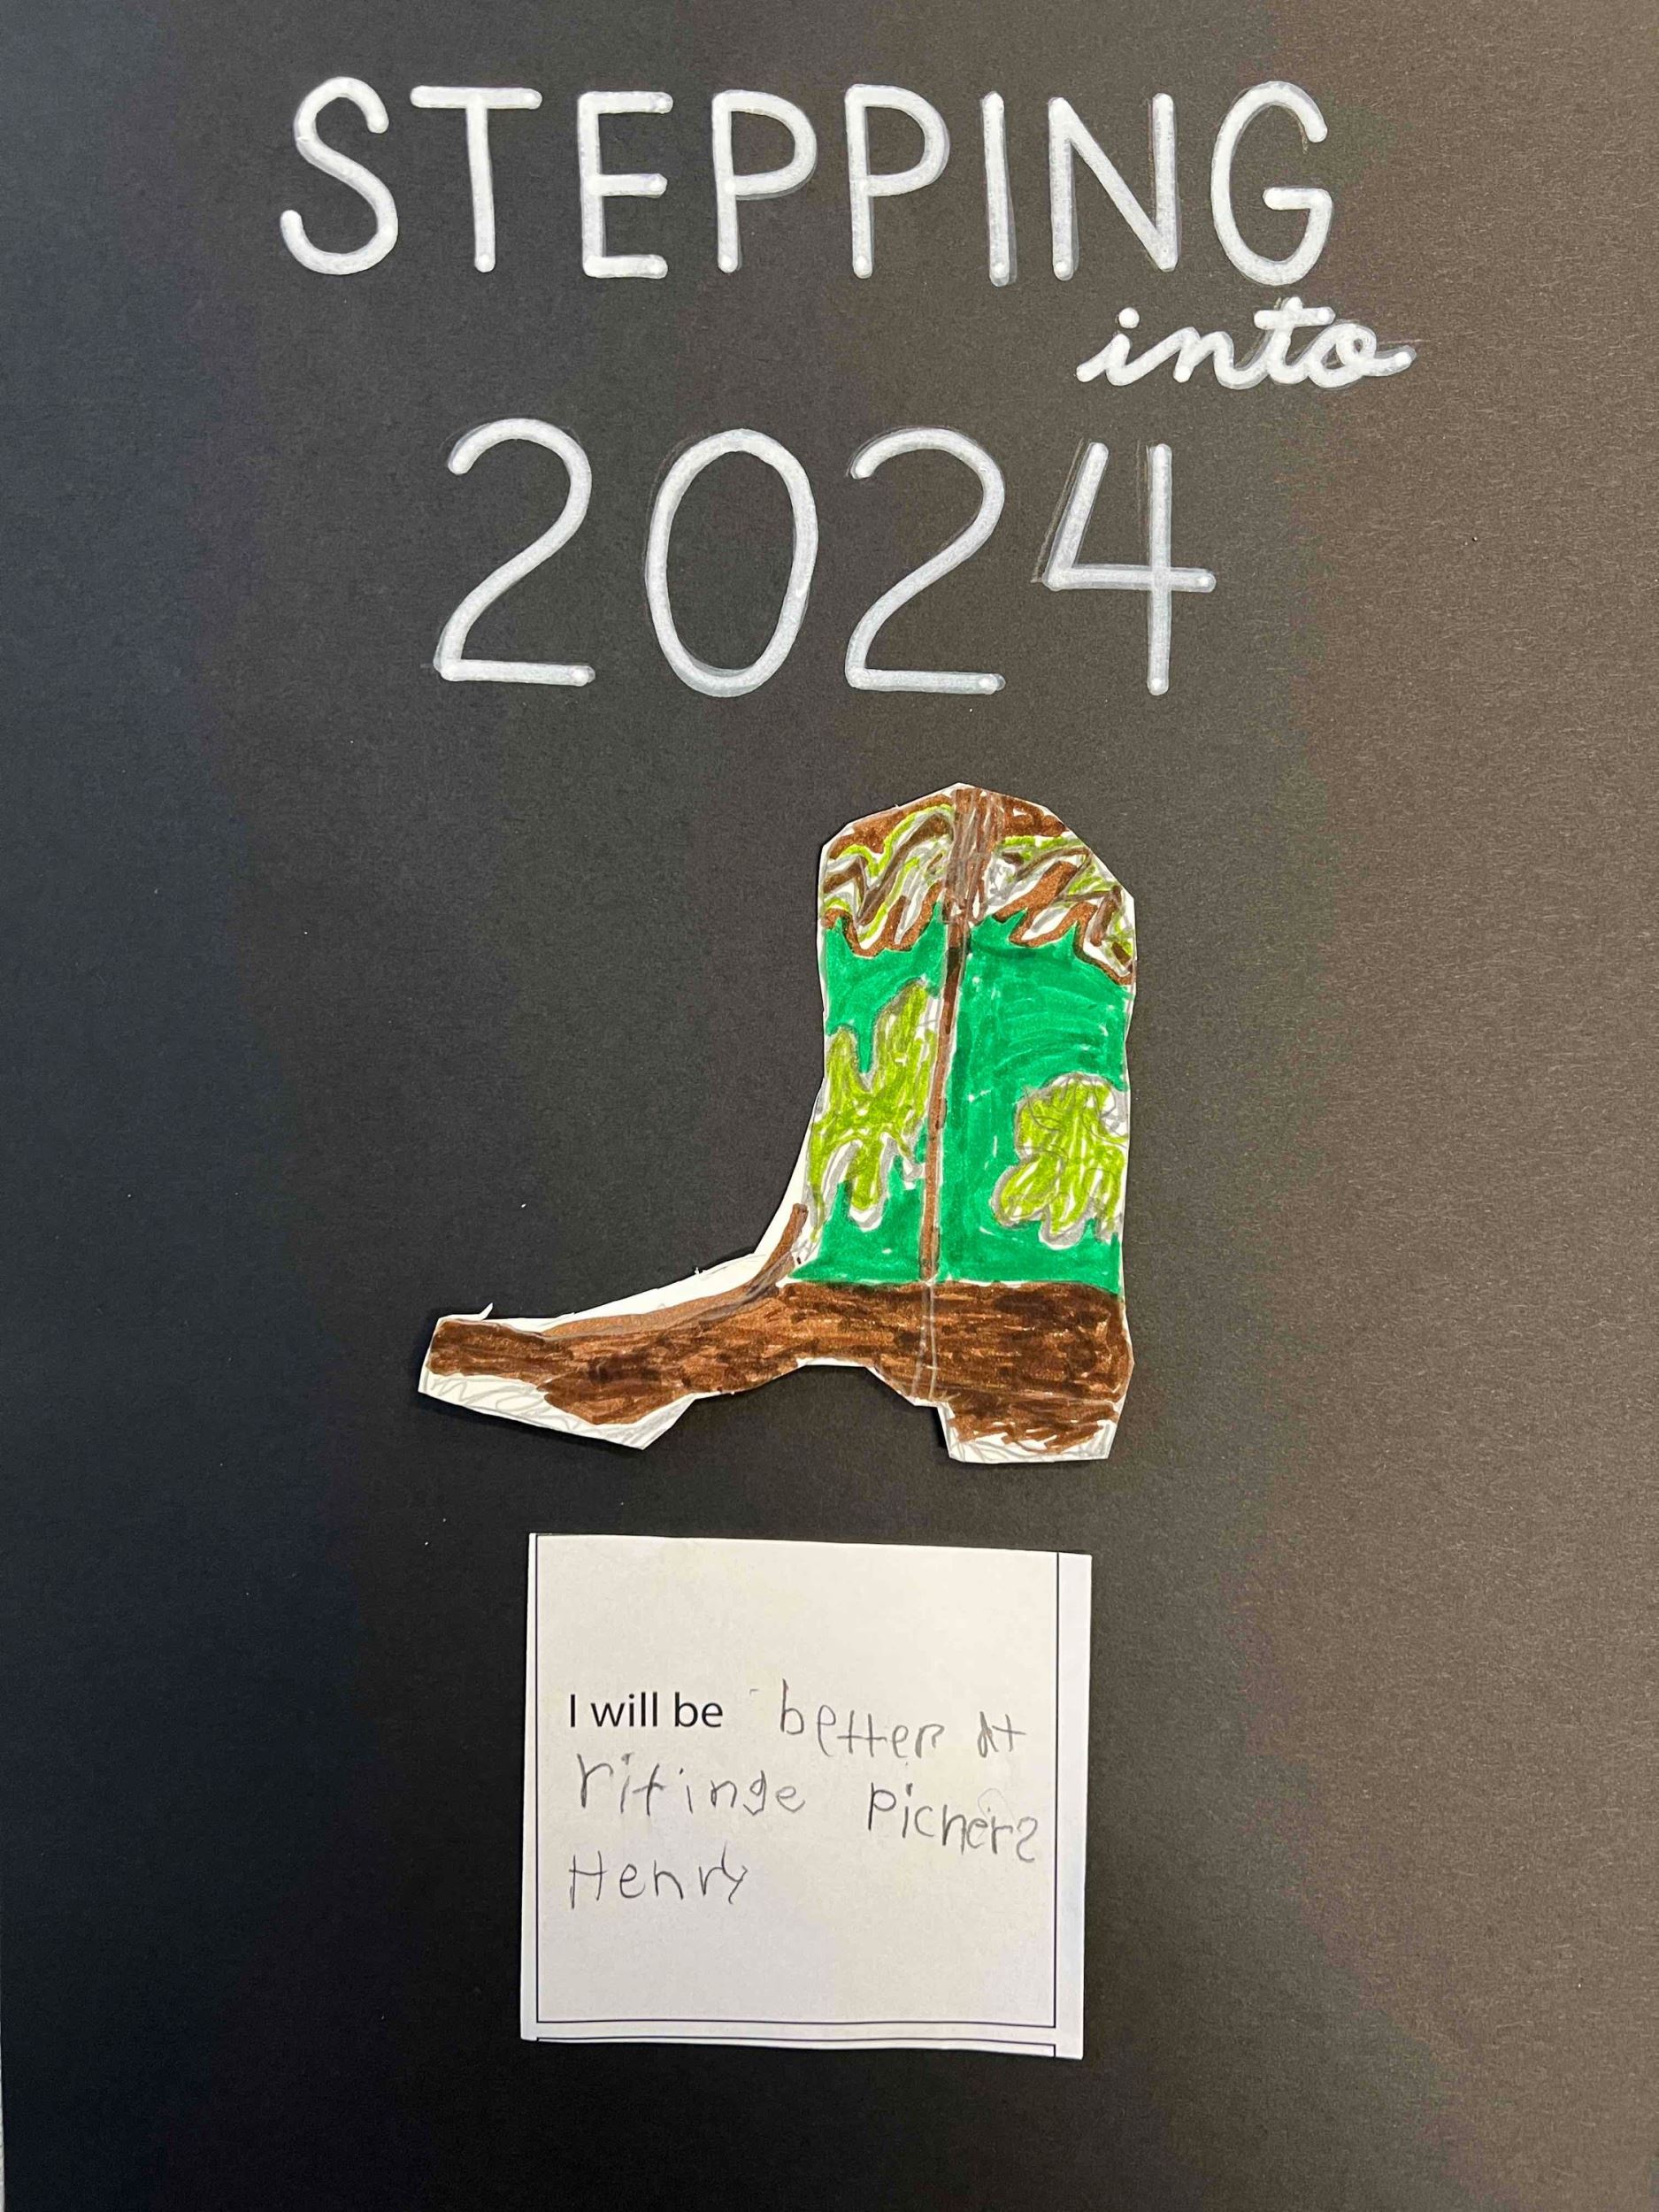 STEPPING
into
2024
I will be better at
ritinge Picherz
Henry